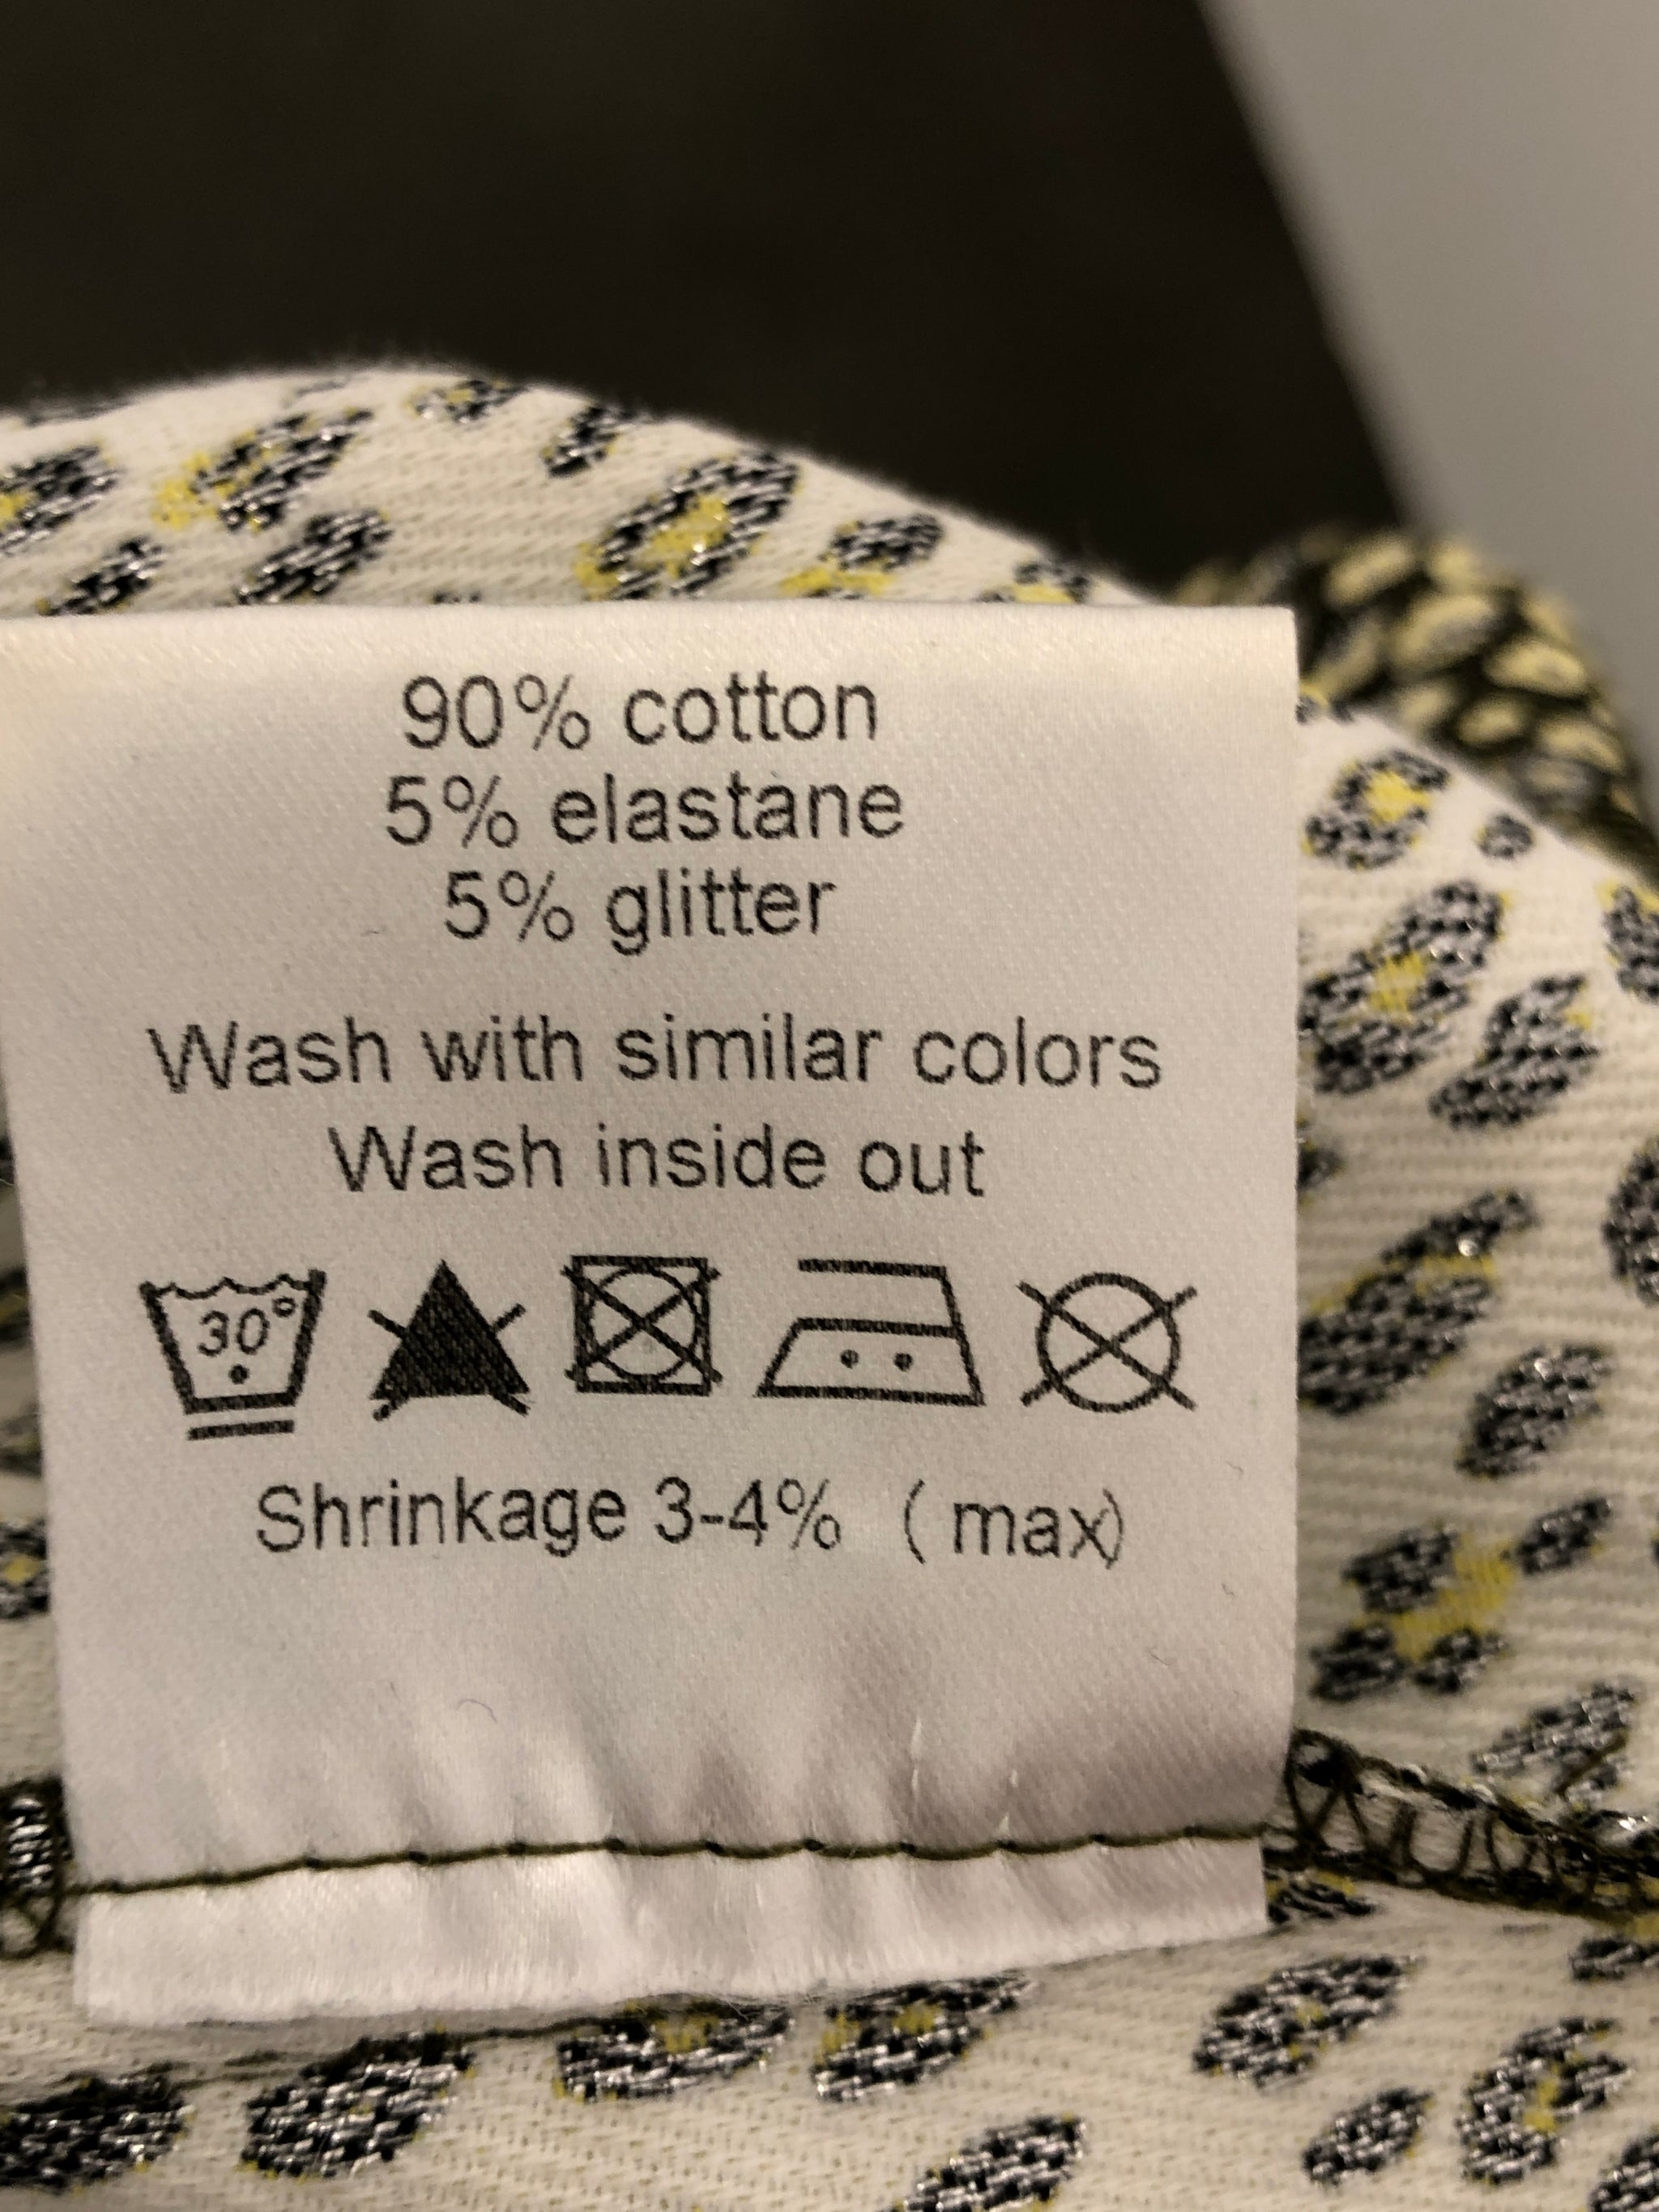 90% cotton
5% elastane
5% glitter
Wash with similar colors
Wash inside out
30°
Shrinkage 3-4% (max)